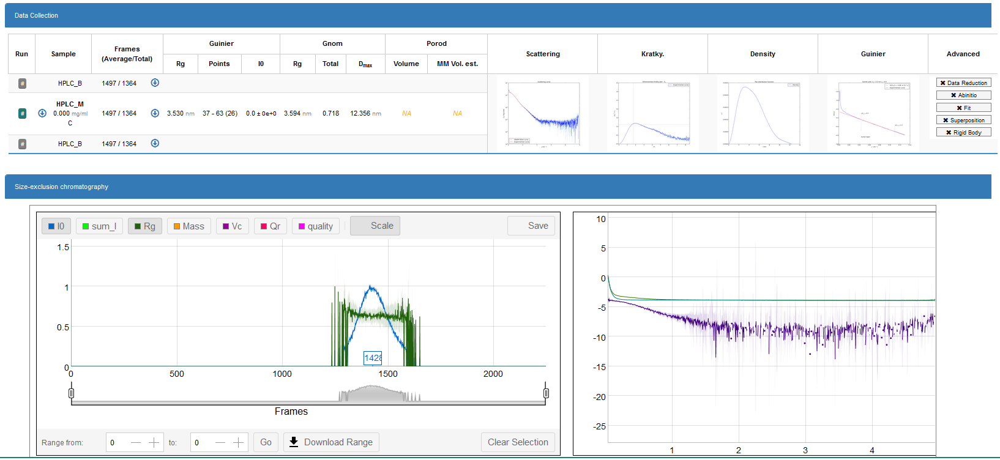 Data Collection
Run Sample Frames (Average/Total) Guinier Gnom Porod Scattering Kratky. Density Guinier Advanced
Rg Points I0 Rg Total Dmax Volume MM Vol. est.
# HPLC_B 1497 / 1364
# HPLC_M 0.000 mg/ml C 1497 / 1364 3.530 nm 37 - 63 (26) 0.0 ± 0e+0 3.594 nm 0.718 12.356 nm NA NA
# HPLC_B 1497 / 1364
✖ Data Reduction
✖ Abinitio
✖ Fit
✖ Superposition
✖ Rigid Body
Size-exclusion chromatography
I0 sum_I Rg Mass Vc Qr quality Scale Save
1.5
1
0.5
0
1428
0 500 1000 1500 2000
Frames
Range from: 0 to: 0 Go Download Range Clear Selection
10
5
0
-5
-10
-15
-20
-25
1 2 3 4